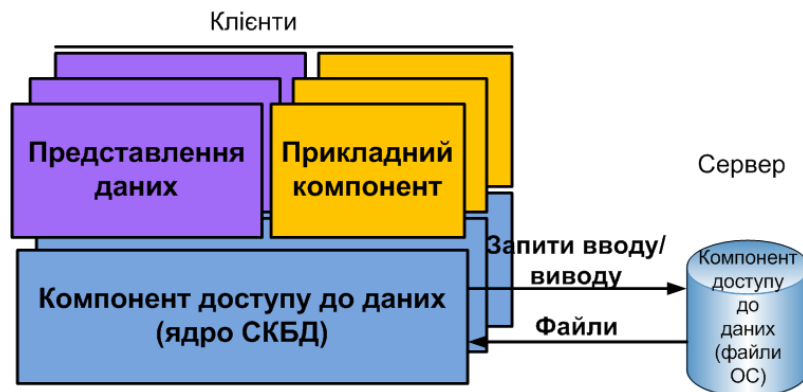 Клієнти
Представлення
даних
Прикладний
компонент
Сервер
Запити вводу/
виводу
Компонент доступу до даних
(ядро СКБД)
Файли
Компонент
доступу
до
даних
(файли
ОС)